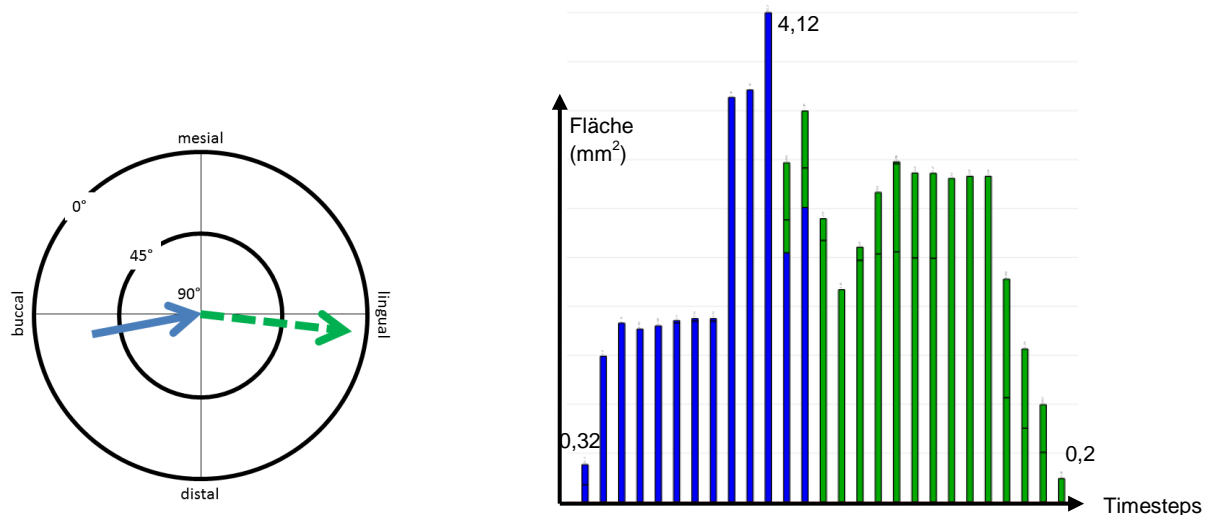 mesial
0°
45°
90°
buccal
lingual
distal
4,12
Fläche
(mm²)
0,32
0,2
Timesteps